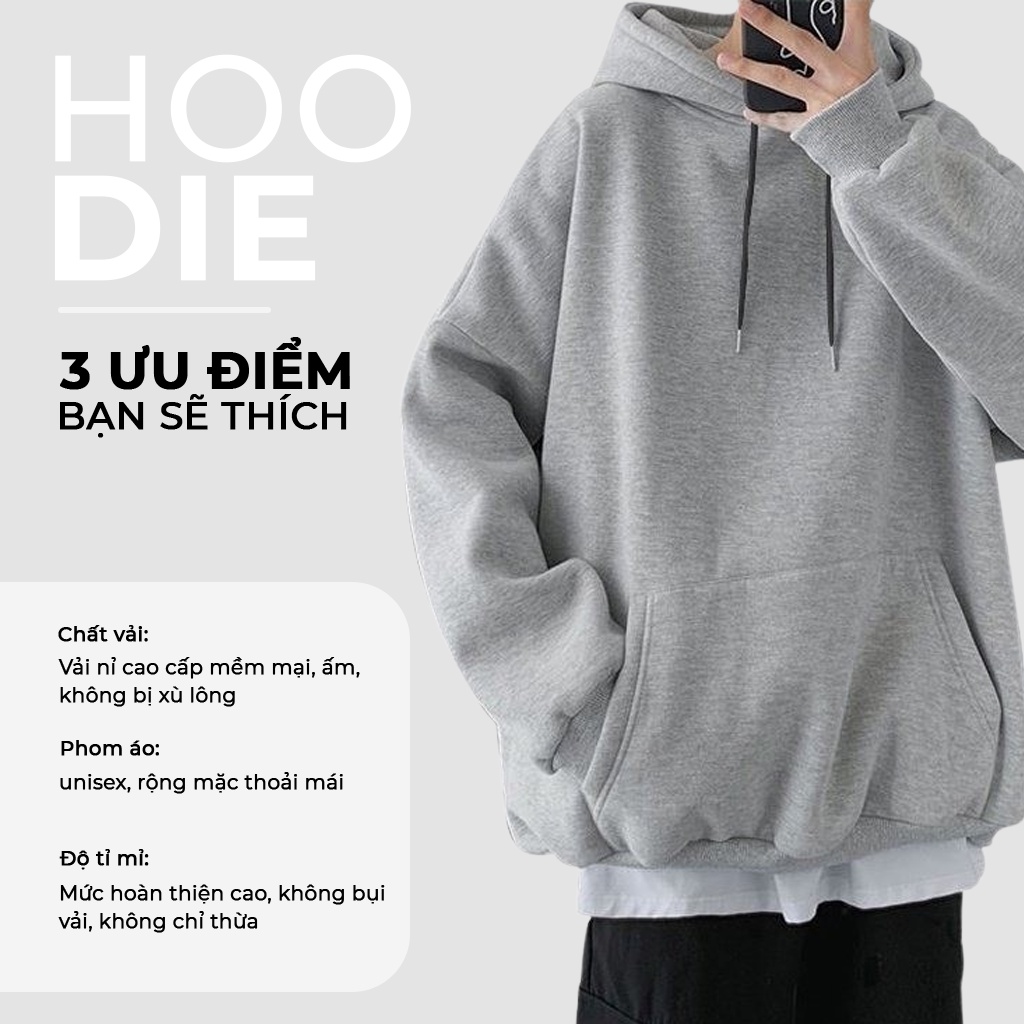 HOO
DIE
3 ƯU ĐIỂM
BẠN SẼ THÍCH
Chất vải:
Vải nỉ cao cấp mềm mại, ấm,
không bị xù lông
Phom áo:
unisex, rộng mặc thoải mái
Độ tỉ mỉ:
Mức hoàn thiện cao, không bụi
vải, không chỉ thừa